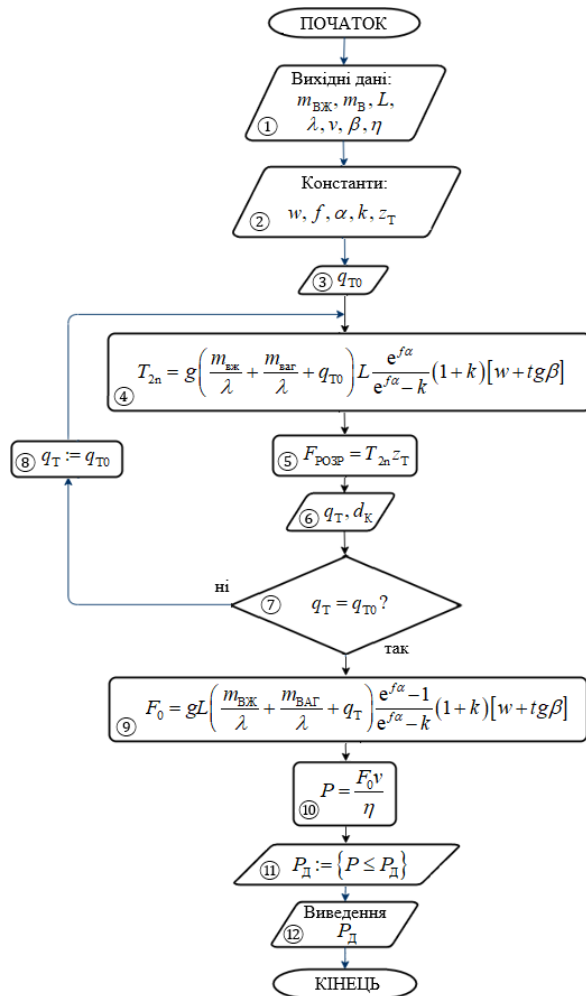 ПОЧАТОК
Вихідні дані:
m_ВЖ, m_В, L,
① λ, v, β, η
Константи:
② w, f, α, k, z_Т
③ q_Т0
④ T_2n = g(m_вж/λ + m_ваг/λ + q_Т0) L e^{fα}/(e^{fα} − k) (1 + k)[w + tgβ]
⑧ q_Т := q_Т0
⑤ F_РОЗР = T_2n z_Т
⑥ q_Т, d_К
ні
⑦ q_Т = q_Т0 ?
так
⑨ F_0 = gL(m_ВЖ/λ + m_ВАГ/λ + q_Т) (e^{fα} − 1)/(e^{fα} − k) (1 + k)[w + tgβ]
⑩ P = F_0 v/η
⑪ P_Д := {P ≤ P_Д}
Виведення
⑫ P_Д
КІНЕЦЬ